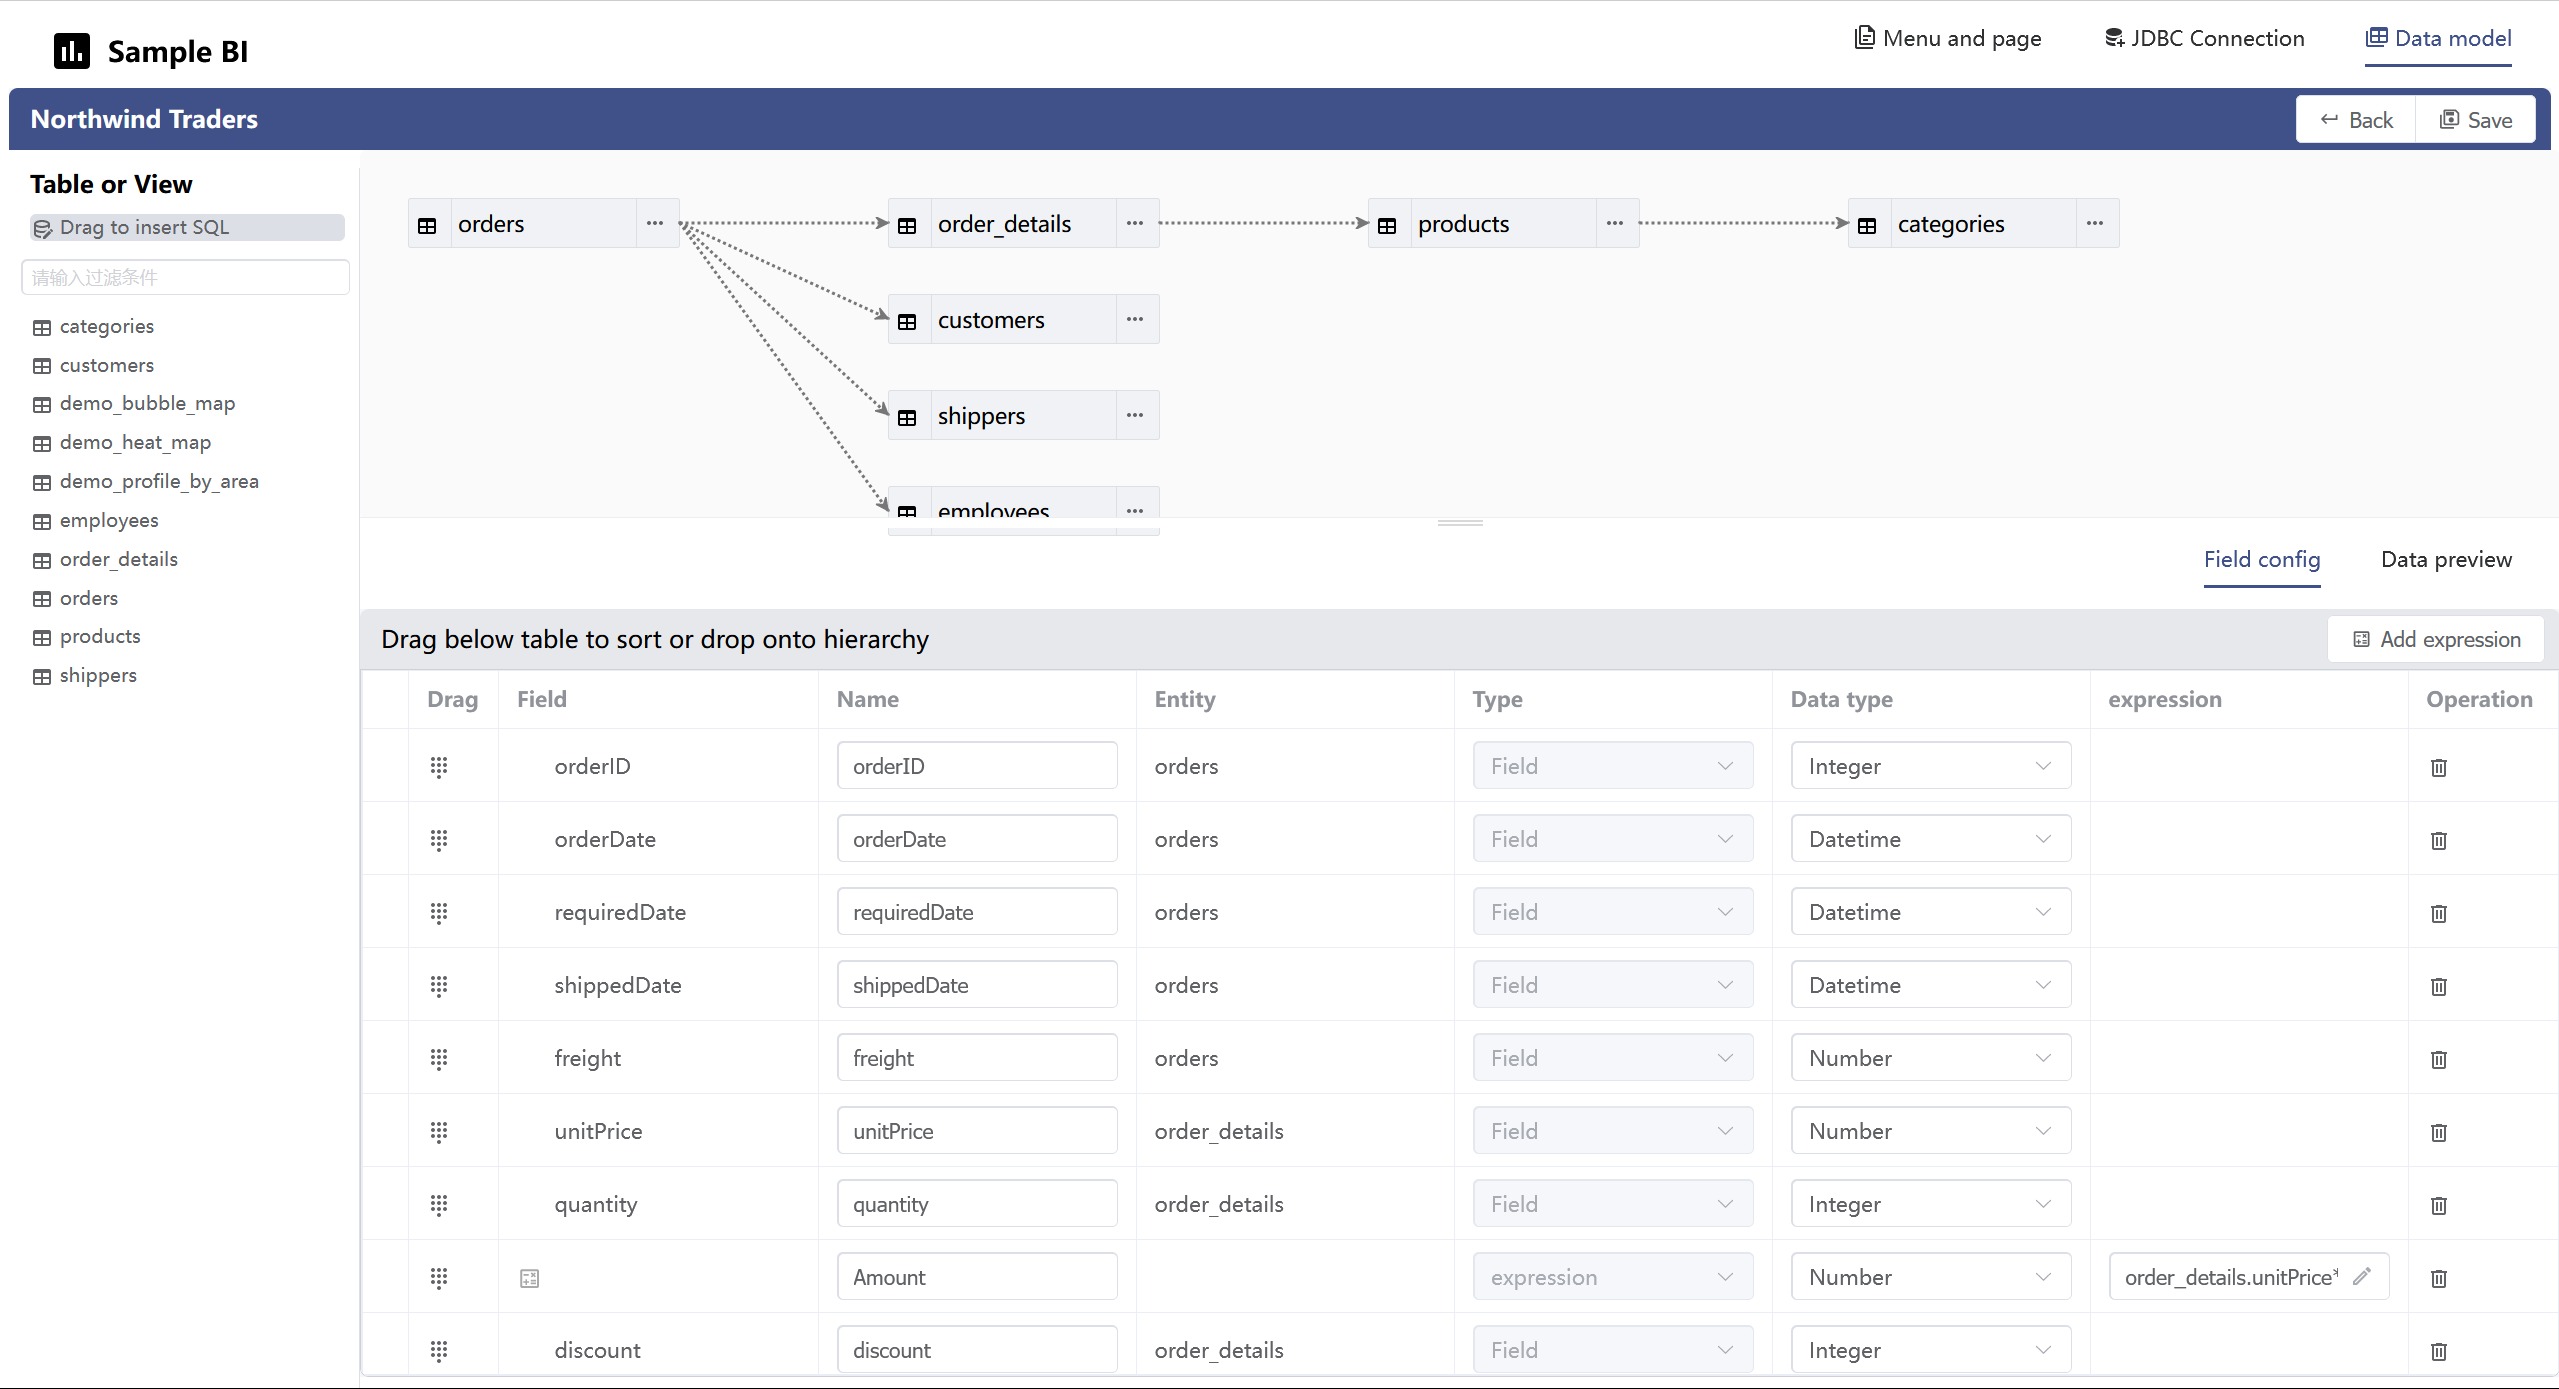 Sample BI
Menu and page
JDBC Connection
Data model
Northwind Traders
Back
Save
Table or View
Drag to insert SQL
请输入过滤条件
categories
customers
demo_bubble_map
demo_heat_map
demo_profile_by_area
employees
order_details
orders
products
shippers
orders
order_details
products
categories
customers
shippers
employees
Field config
Data preview
Drag below table to sort or drop onto hierarchy
Add expression
Drag Field Name Entity Type Data type expression Operation
orderID orderID orders Field Integer
orderDate orderDate orders Field Datetime
requiredDate requiredDate orders Field Datetime
shippedDate shippedDate orders Field Datetime
freight freight orders Field Number
unitPrice unitPrice order_details Field Number
quantity quantity order_details Field Integer
Amount expression Number order_details.unitPrice*
discount discount order_details Field Integer